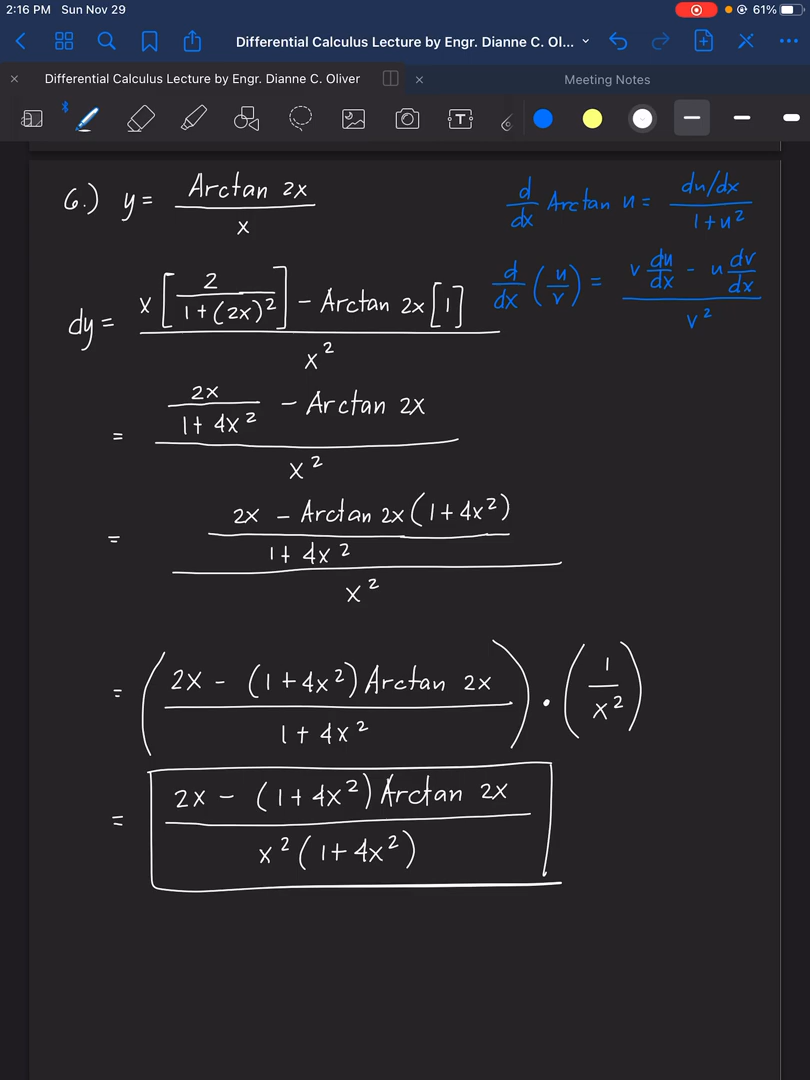 2:16 PM Sun Nov 29 61%
Differential Calculus Lecture by Engr. Dianne C. Ol...
Differential Calculus Lecture by Engr. Dianne C. Oliver Meeting Notes
T
6.) y = Arctan 2x / x
d/dx Arctan u = du/dx / 1 + u²
d/dx (u/v) = v du/dx - u dv/dx / v²
dy = x [2 / 1 + (2x)²] - Arctan 2x [1] / x²
= 2x / 1 + 4x² - Arctan 2x / x²
= 2x - Arctan 2x (1 + 4x²) / 1 + 4x² / x²
= (2x - (1 + 4x²) Arctan 2x / 1 + 4x²) • (1 / x²)
= 2x - (1 + 4x²) Arctan 2x / x² (1 + 4x²)